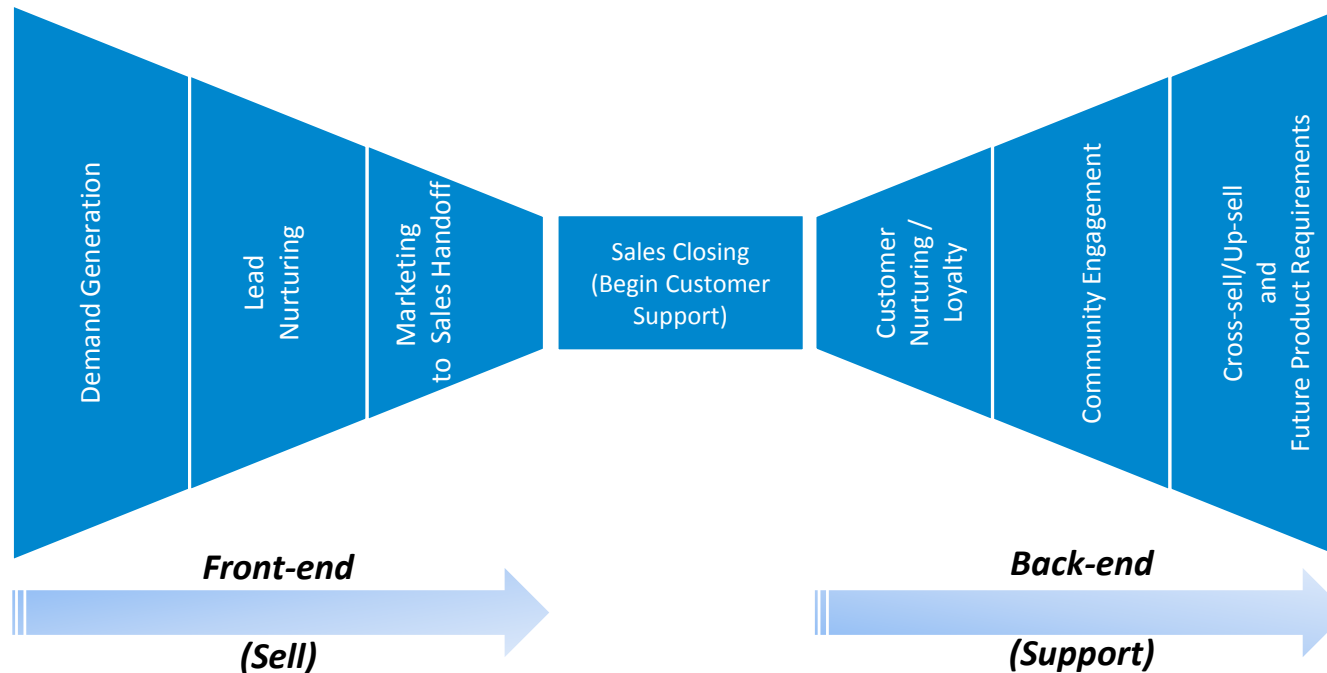 Demand Generation
Lead
Nurturing
Marketing
to Sales Handoff
Sales Closing
(Begin Customer
Support)
Customer
Nurturing /
Loyalty
Community Engagement
Cross-sell/Up-sell
and
Future Product Requirements
Front-end
(Sell)
Back-end
(Support)